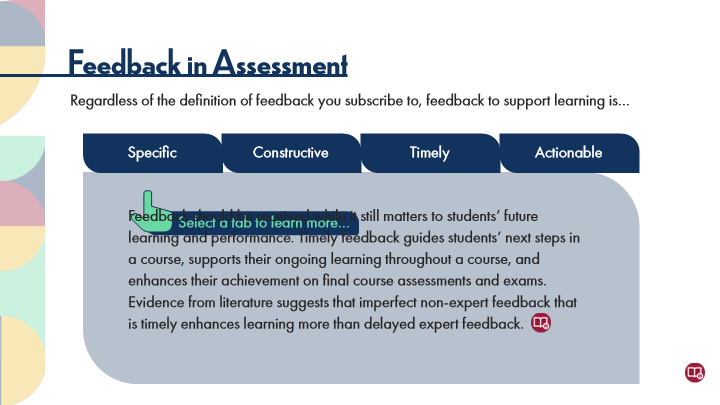 Feedback in Assessment
Regardless of the definition of feedback you subscribe to, feedback to support learning is...
Specific
Constructive
Timely
Actionable
still matters to students' future
Select a tab to learn more...
learning and performance. Timely feedback guides students' next steps in
a course, supports their ongoing learning throughout a course, and
enhances their achievement on final course assessments and exams.
Evidence from literature suggests that imperfect non-expert feedback that
is timely enhances learning more than delayed expert feedback.